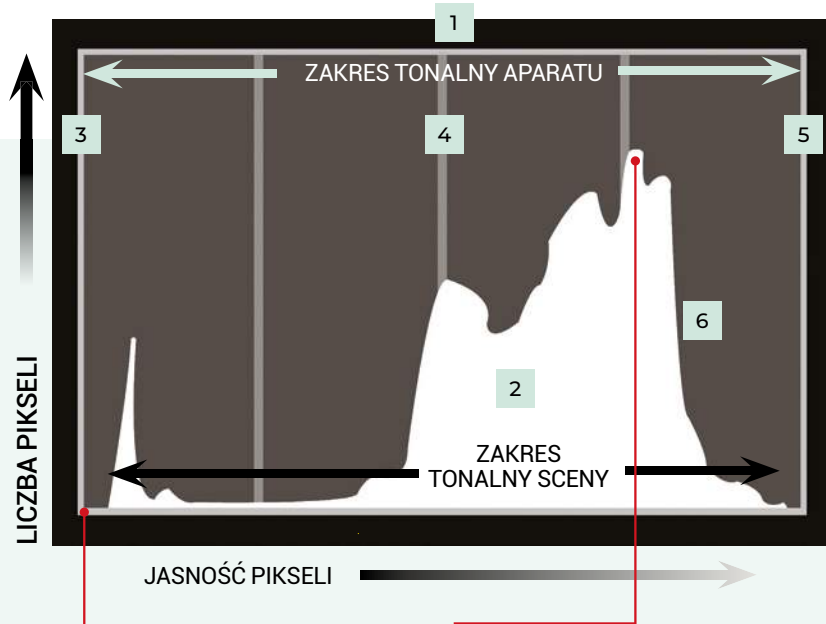 1
ZAKRES TONALNY APARATU
3
4
5
6
2
ZAKRES
TONALNY SCENY
LICZBA PIKSELI
JASNOŚĆ PIKSELI